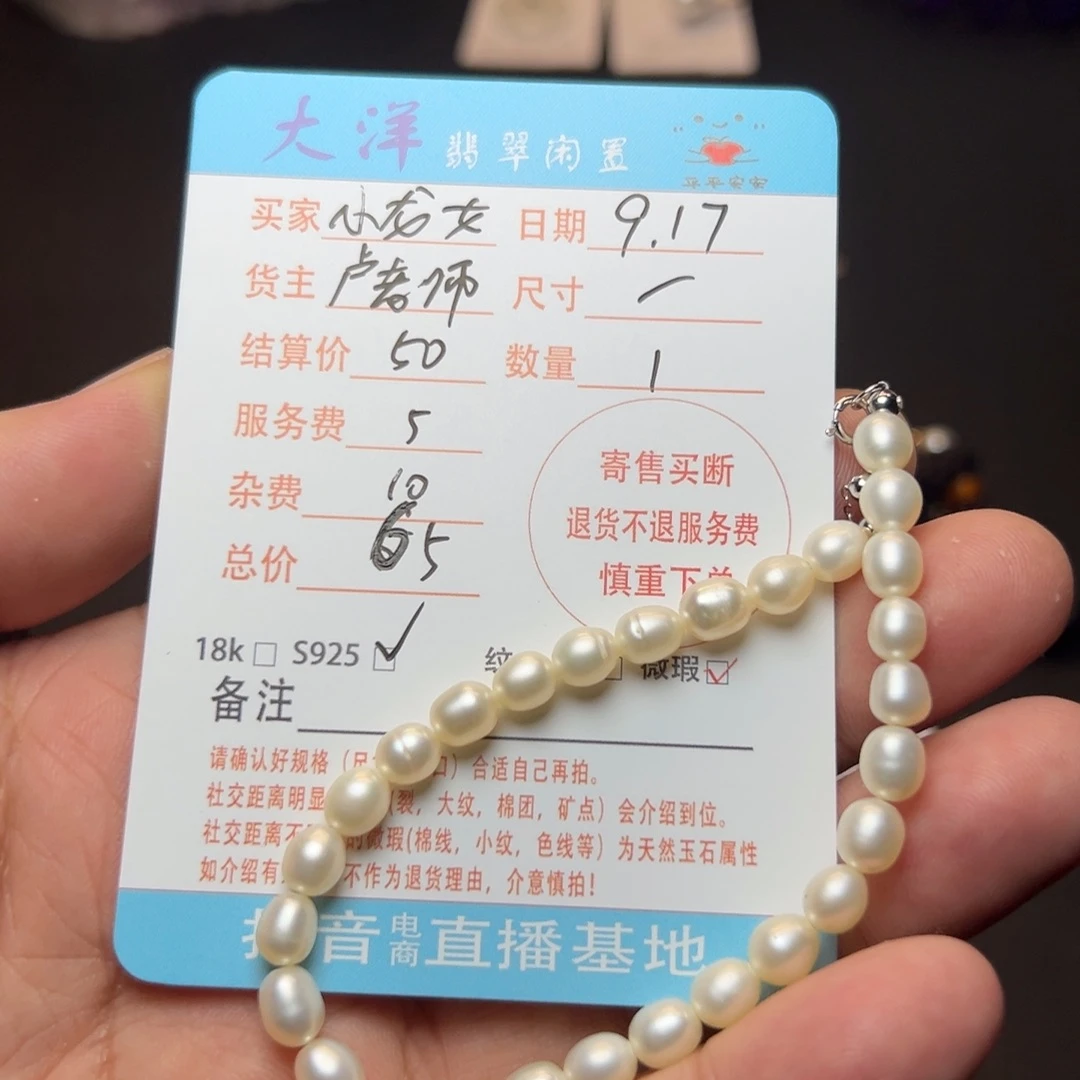 大洋 翡翠闲置
平平安安
买家 小龙女 日期 9.17
货主 卢老师 尺寸 /
结算价 50 数量 1
服务费 5
杂费 10
总价 65
寄售买断
退货不退服务费
慎重下单
18k □ S925 ☑ 纹 □ 微瑕 ☑
备注
请确认好规格（尺 口）合适自己再拍。
社交距离明显 (裂，大纹，棉团，矿点）会介绍到位。
社交距离不 的微瑕(棉线，小纹，色线等）为天然玉石属性
如介绍有 不作为退货理由，介意慎拍！
音电商直播基地